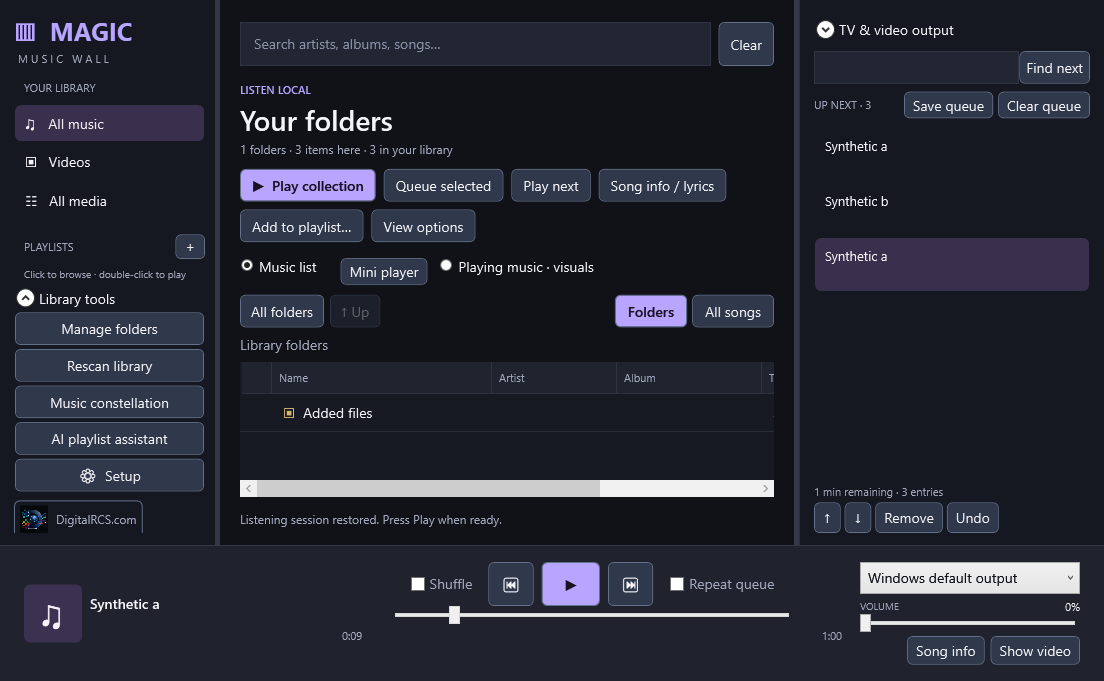 MAGIC
MUSIC WALL
YOUR LIBRARY
All music
Videos
All media
PLAYLISTS
+
Click to browse · double-click to play
Library tools
Manage folders
Rescan library
Music constellation
AI playlist assistant
Setup
DigitalRCS.com
Search artists, albums, songs...
Clear
LISTEN LOCAL
Your folders
1 folders · 3 items here · 3 in your library
▶ Play collection
Queue selected
Play next
Song info / lyrics
Add to playlist...
View options
Music list
Mini player
Playing music · visuals
All folders
↑ Up
Folders
All songs
Library folders
Name
Artist
Album
T
Added files
Listening session restored. Press Play when ready.
TV & video output
Find next
UP NEXT · 3
Save queue
Clear queue
Synthetic a
Synthetic b
Synthetic a
1 min remaining · 3 entries
↑
↓
Remove
Undo
Synthetic a
Shuffle
Repeat queue
0:09
1:00
Windows default output
VOLUME
0%
Song info
Show video